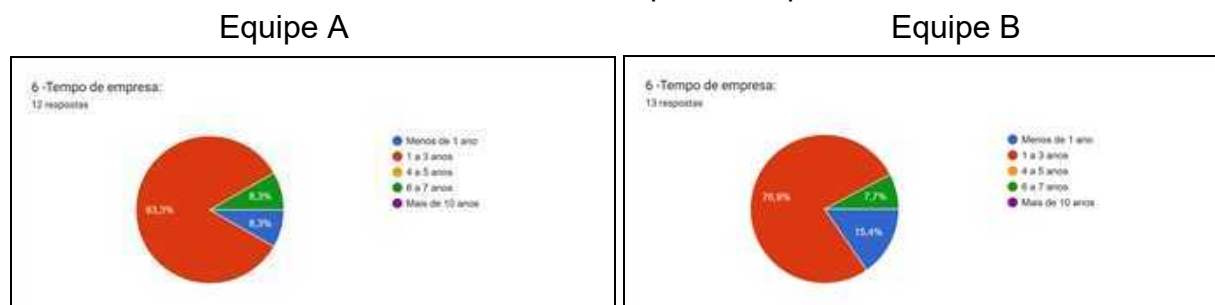 Equipe A
Equipe B
6 -Tempo de empresa:
12 respostas
Menos de 1 ano
1 a 3 anos
4 a 5 anos
6 a 7 anos
Mais de 10 anos
83,3%
8,3%
8,3%
6 -Tempo de empresa:
13 respostas
Menos de 1 ano
1 a 3 anos
4 a 5 anos
6 a 7 anos
Mais de 10 anos
76,9%
7,7%
15,4%